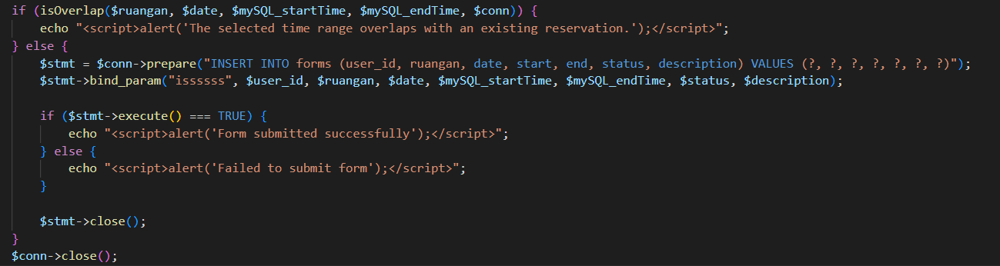 if (isOverlap($ruangan, $date, $mySQL_startTime, $mySQL_endTime, $conn)) {
    echo "<script>alert('The selected time range overlaps with an existing reservation.');</script>";
} else {
    $stmt = $conn->prepare("INSERT INTO forms (user_id, ruangan, date, start, end, status, description) VALUES (?, ?, ?, ?, ?, ?, ?)");
    $stmt->bind_param("issssss", $user_id, $ruangan, $date, $mySQL_startTime, $mySQL_endTime, $status, $description);

    if ($stmt->execute() === TRUE) {
        echo "<script>alert('Form submitted successfully');</script>";
    } else {
        echo "<script>alert('Failed to submit form');</script>";
    }

    $stmt->close();
}
$conn->close();